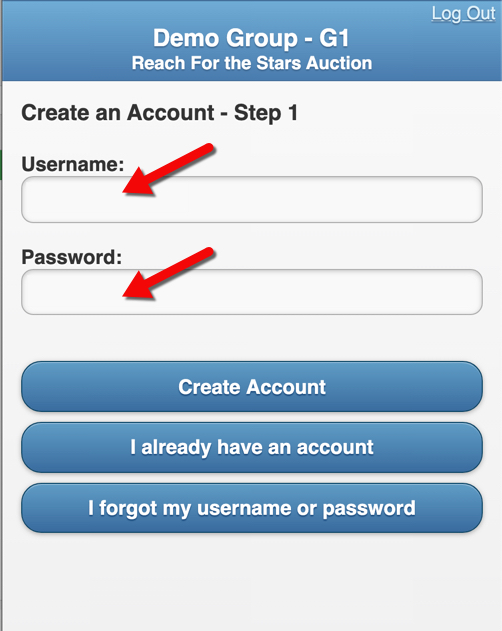 Log Out
Demo Group - G1
Reach For the Stars Auction
Create an Account - Step 1
Username:
Password:
Create Account
I already have an account
I forgot my username or password